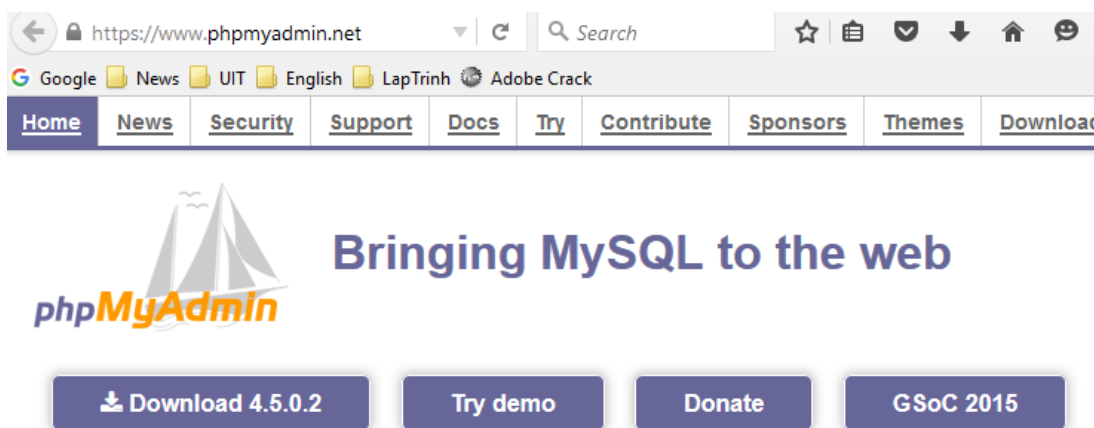 https://www.phpmyadmin.net Search
Google News UIT English LapTrinh Adobe Crack
Home News Security Support Docs Try Contribute Sponsors Themes Download
Bringing MySQL to the web
phpMyAdmin
Download 4.5.0.2 Try demo Donate GSoC 2015